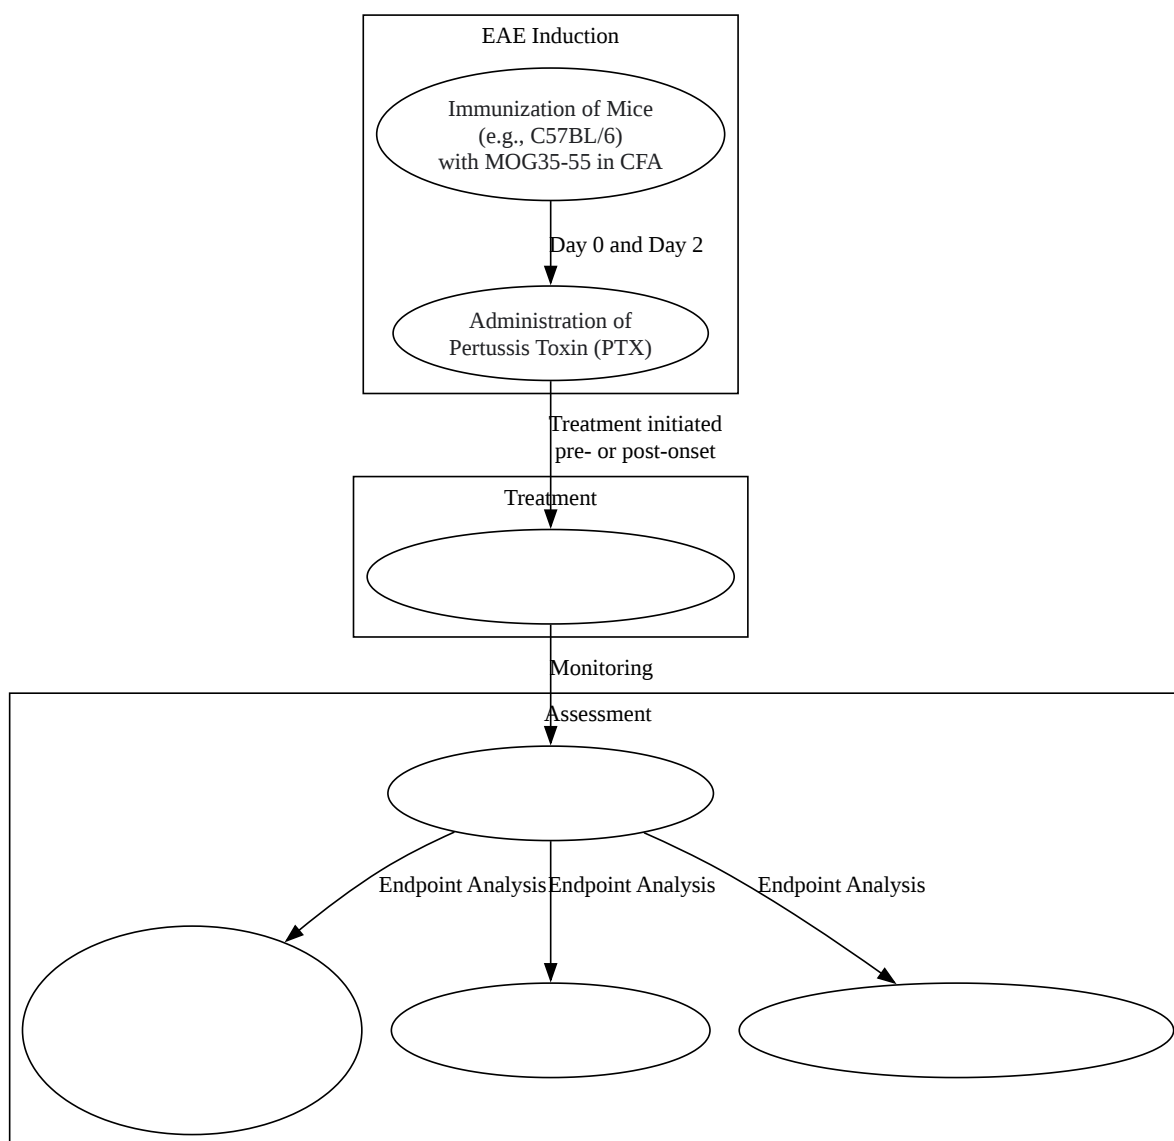 EAE Induction
Immunization of Mice
(e.g., C57BL/6)
with MOG35-55 in CFA
Day 0 and Day 2
Administration of
Pertussis Toxin (PTX)
Treatment initiated
pre- or post-onset
Treatment
Monitoring
Assessment
Endpoint Analysis
Endpoint Analysis
Endpoint Analysis